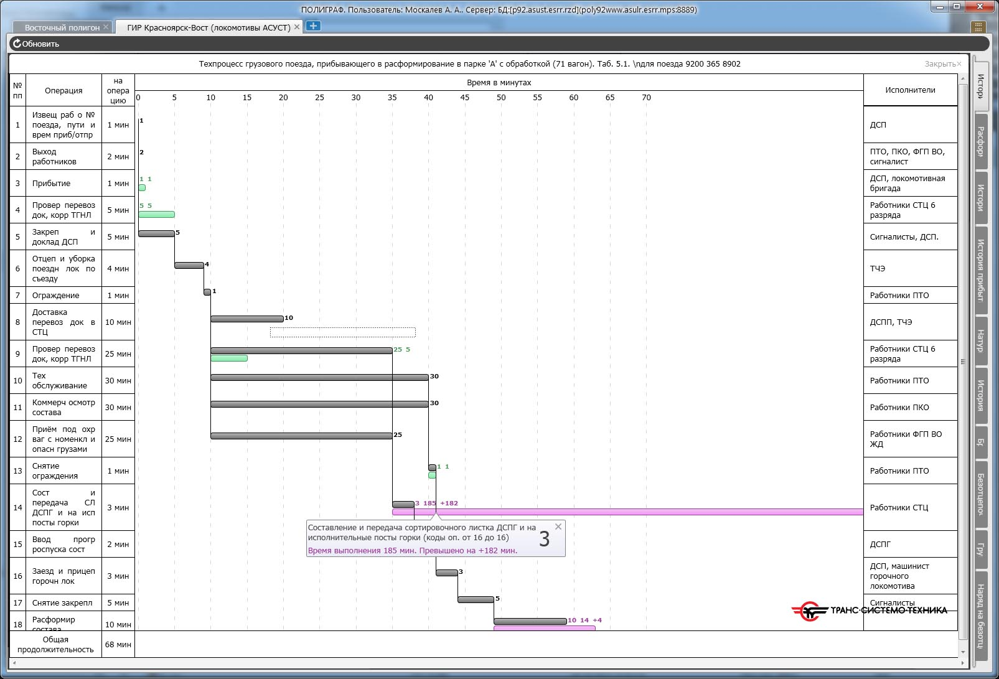 ПОЛИГРАФ. Пользователь: Москалев А. А.. Сервер: БД:[p92.asust.esrr.rzd](poly92www.asulr.esrr.mps:8889)
Восточный полигон
ГИР Красноярск-Вост (локомотивы АСУСТ)
Обновить
Техпроцесс грузового поезда, прибывающего в расформирование в парке 'А' с обработкой (71 вагон). Таб. 5.1. \nдля поезда 9200 365 8902
Закрыть
№ пп
Операция
на опера цию
Время в минутах
0 5 10 15 20 25 30 35 40 45 50 55 60 65 70
Исполнители
1
Извещ раб о №
поезда, пути и
врем приб/отпр
1 мин
1
ДСП
2
Выход
работников
2 мин
2
ПТО, ПКО, ФГП ВО,
сигналист
3
Прибытие
1 мин
1 1
ДСП, локомотивная
бригада
4
Провер перевоз
док, корр ТГНЛ
5 мин
5 5
Работники СТЦ 6
разряда
5
Закреп и
доклад ДСП
5 мин
5
Сигналисты, ДСП.
6
Отцеп и уборка
поездн лок по
съезду
4 мин
4
ТЧЭ
7
Ограждение
1 мин
1
Работники ПТО
8
Доставка
перевоз док в
СТЦ
10 мин
10
ДСПП, ТЧЭ
9
Провер перевоз
док, корр ТГНЛ
25 мин
25 5
Работники СТЦ 6
разряда
10
Тех
обслуживание
30 мин
30
Работники ПТО
11
Коммерч осмотр
состава
30 мин
30
Работники ПКО
12
Приём под охр
ваг с номенкл и
опасн грузами
25 мин
25
Работники ФГП ВО
ЖД
13
Снятие
ограждения
1 мин
1 1
Работники ПТО
14
Сост и
передача СЛ
ДСПГ и на исп
посты горки
3 мин
3 185 +182
Работники СТЦ
Составление и передача сортировочного листка ДСПГ и на
исполнительные посты горки (коды оп. от 16 до 16)
3
Время выполнения 185 мин. Превышено на +182 мин.
15
Ввод прогр
роспуска сост
2 мин
ДСПГ
16
Заезд и прицеп
горочн лок
3 мин
3
ДСП, машинист
горочного
локомотива
17
Снятие закрепл
5 мин
5
Сигналисты
ТРАНС·СИСТЕМО·ТЕХНИКА
18
Расформир
состава
10 мин
10 14 +4
Общая
продолжительность
68 мин
Истори
Расфор
Истори
История прибыт
Натур
История
Бр
Безотцепоч
Гру
Наряд на безотц